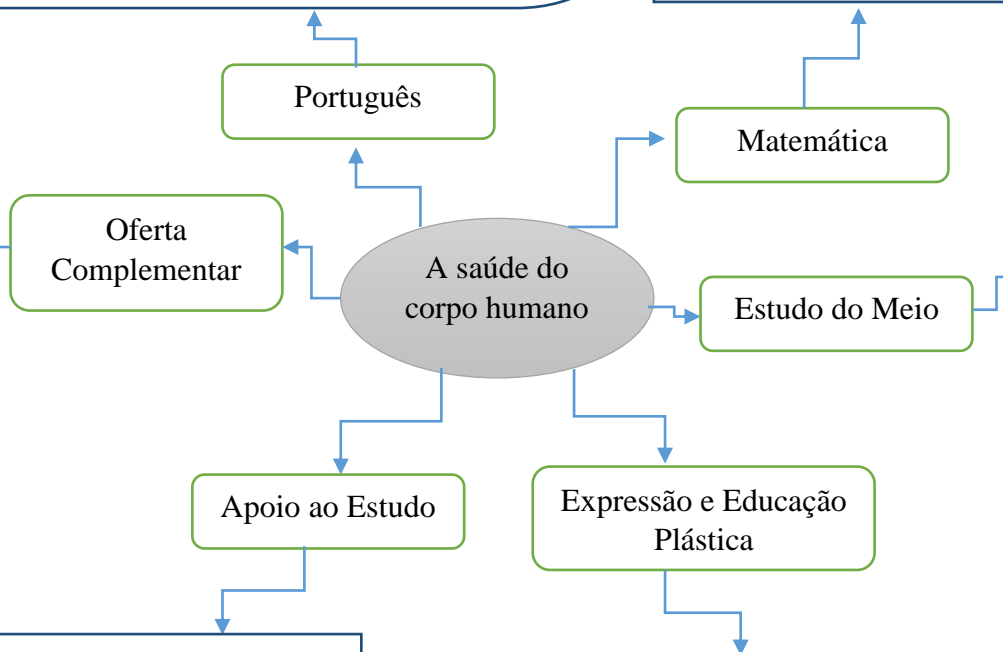 Português
Matemática
Oferta
Complementar
A saúde do
corpo humano
Estudo do Meio
Apoio ao Estudo
Expressão e Educação
Plástica